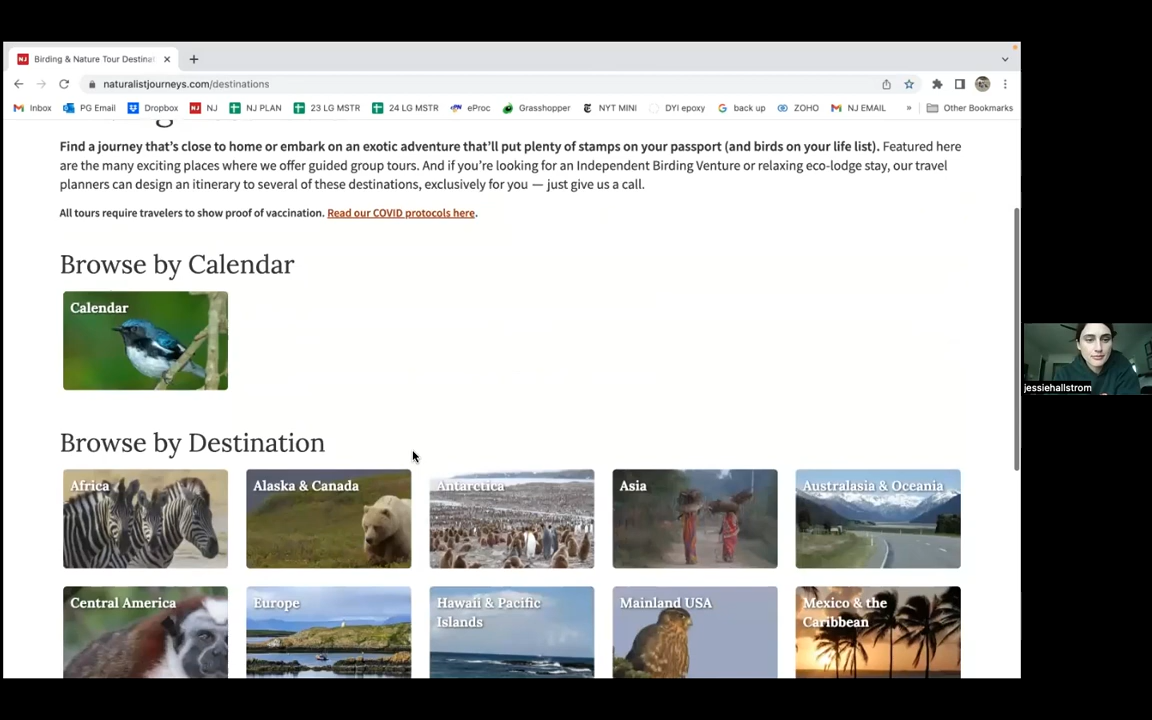 Birding & Nature Tour Destinat
naturalistjourneys.com/destinations
Inbox PG Email Dropbox NJ NJ PLAN 23 LG MSTR 24 LG MSTR eProc Grasshopper NYT MINI DYI epoxy back up ZOHO NJ EMAIL » Other Bookmarks
Find a journey that's close to home or embark on an exotic adventure that'll put plenty of stamps on your passport (and birds on your life list). Featured here
are the many exciting places where we offer guided group tours. And if you're looking for an Independent Birding Venture or relaxing eco-lodge stay, our travel
planners can design an itinerary to several of these destinations, exclusively for you — just give us a call.
All tours require travelers to show proof of vaccination. Read our COVID protocols here.
Browse by Calendar
Calendar
jessiehallstrom
Browse by Destination
Africa
Alaska & Canada
Antarctica
Asia
Australasia & Oceania
Central America
Europe
Hawaii & Pacific
Islands
Mainland USA
Mexico & the
Caribbean